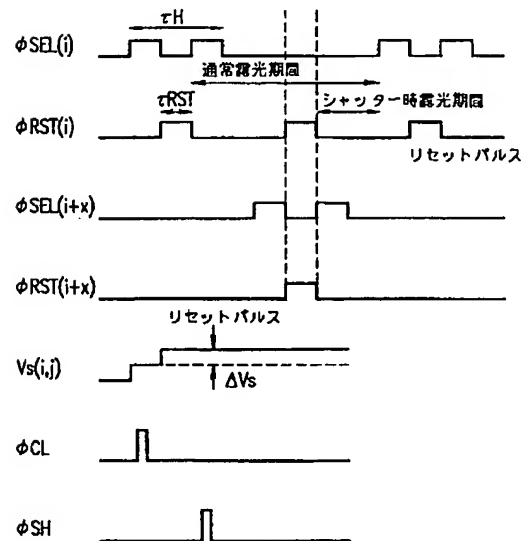 τH
φSEL(i)
通常露光期間
τRST
シャッター時露光期間
φRST(i)
リセットパルス
φSEL(i+x)
φRST(i+x)
リセットパルス
Vs(i,j)
ΔVs
φCL
φSH